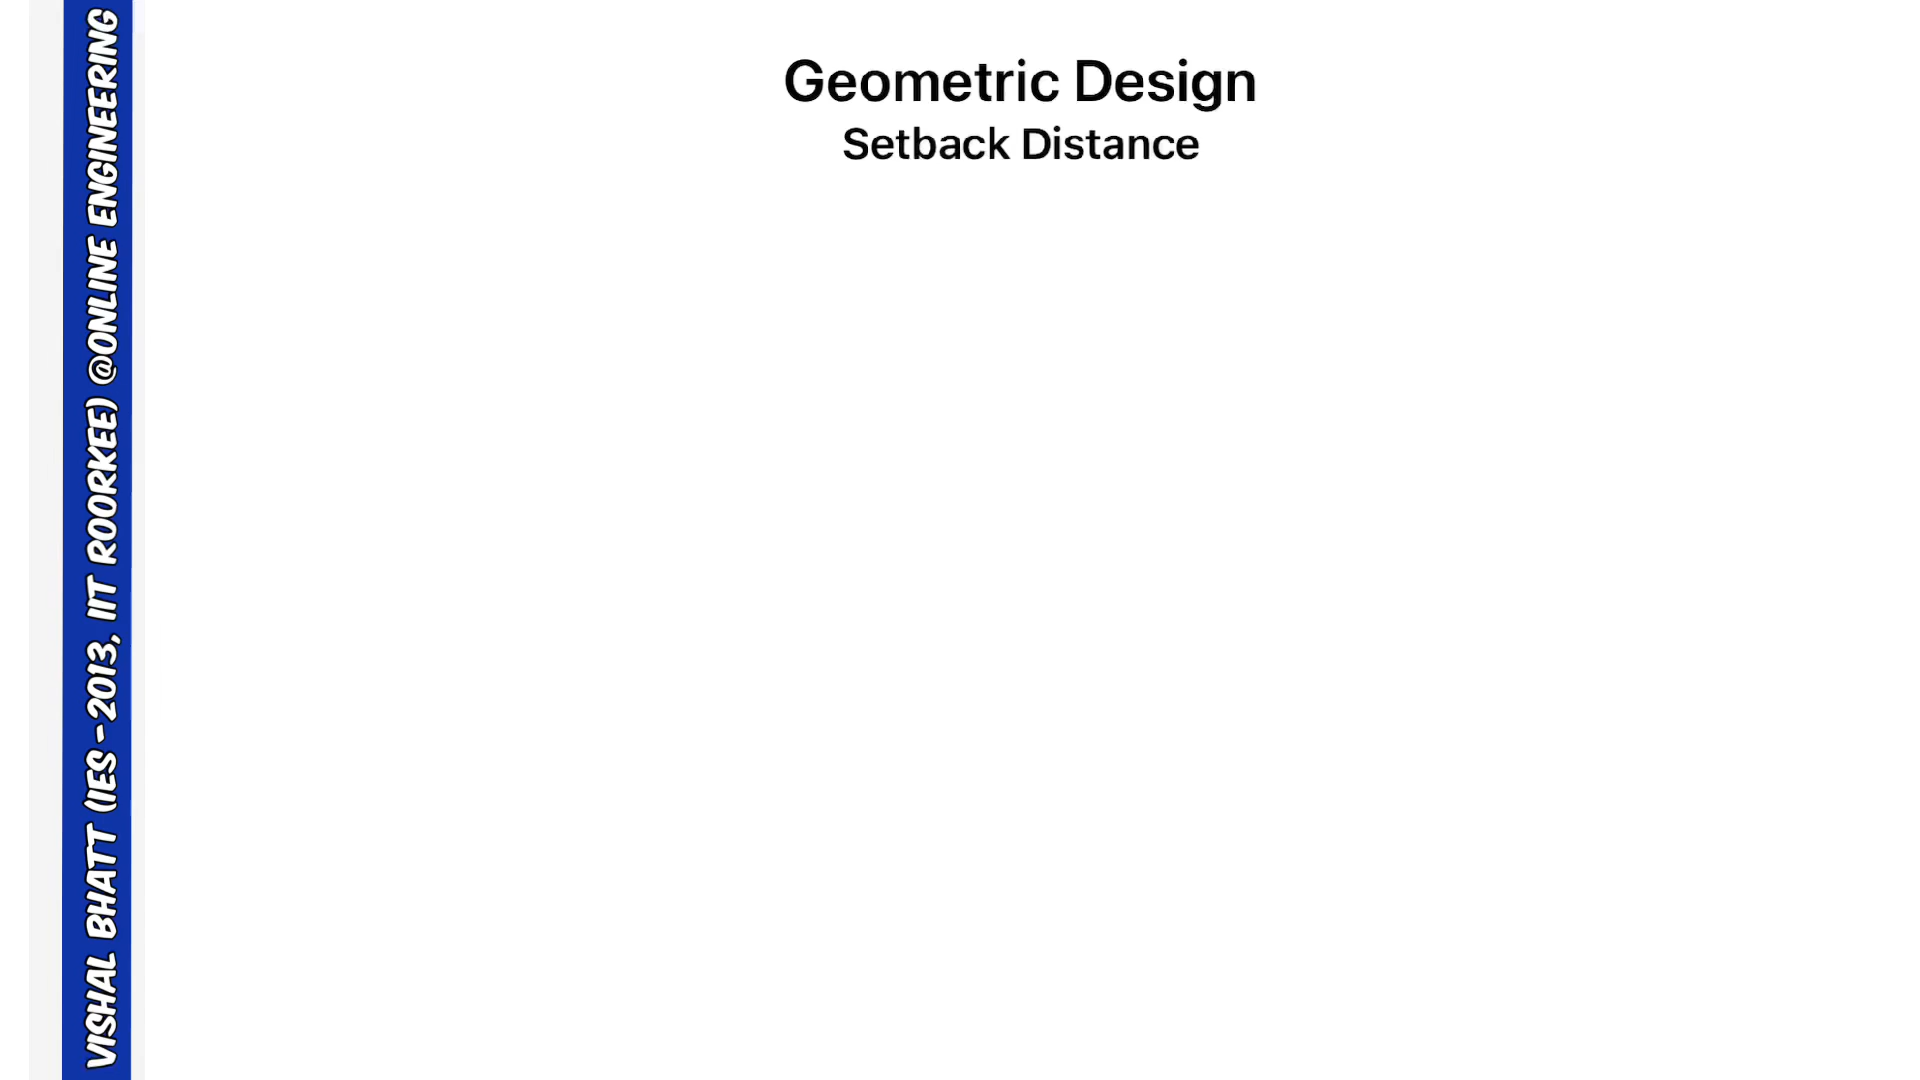 Geometric Design
Setback Distance
VISHAL BHATT (IES-2013, IIT ROORKEE) @ONLINE ENGINEERING